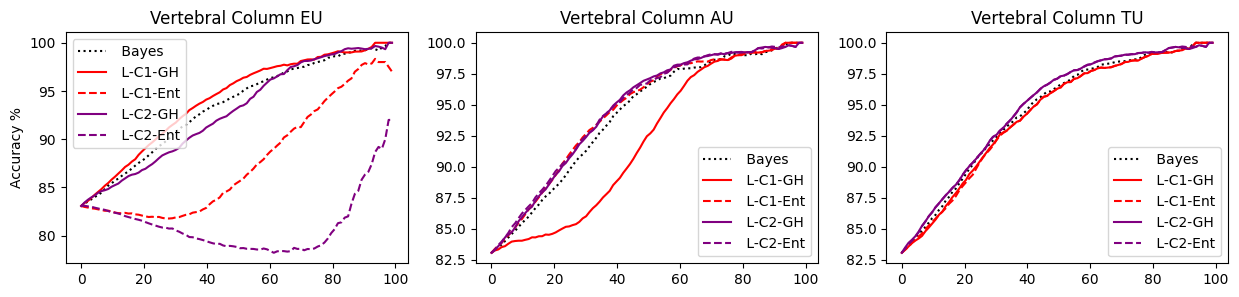 Vertebral Column EU
Accuracy %
100
95
90
85
80
0 20 40 60 80 100
Bayes
L-C1-GH
L-C1-Ent
L-C2-GH
L-C2-Ent
Vertebral Column AU
100.0
97.5
95.0
92.5
90.0
87.5
85.0
82.5
0 20 40 60 80 100
Bayes
L-C1-GH
L-C1-Ent
L-C2-GH
L-C2-Ent
Vertebral Column TU
100.0
97.5
95.0
92.5
90.0
87.5
85.0
82.5
0 20 40 60 80 100
Bayes
L-C1-GH
L-C1-Ent
L-C2-GH
L-C2-Ent